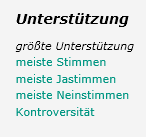 Unterstützung
größte Unterstützung
meiste Stimmen
meiste Jastimmen
meiste Neinstimmen
Kontroversität